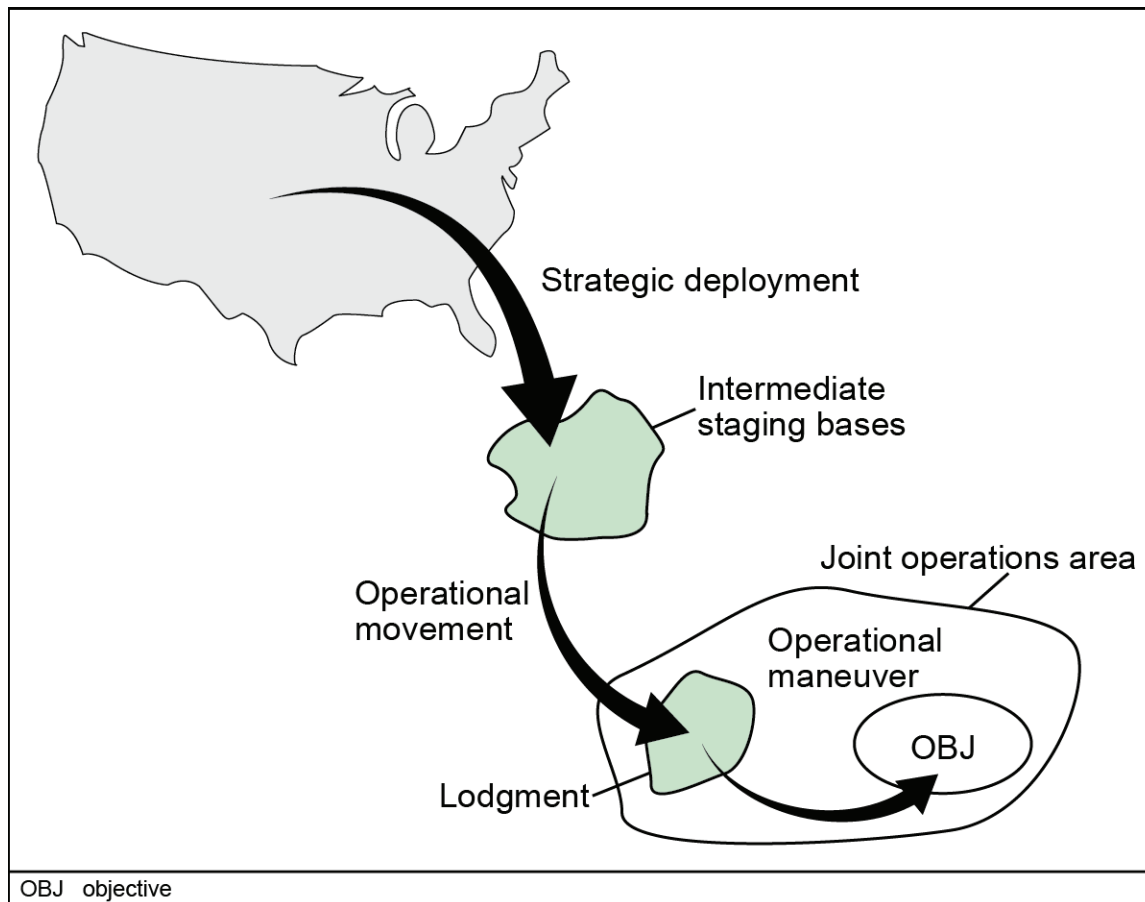 Strategic deployment
Intermediate
staging bases
Joint operations area
Operational
movement
Operational
maneuver
OBJ
Lodgment
OBJ objective